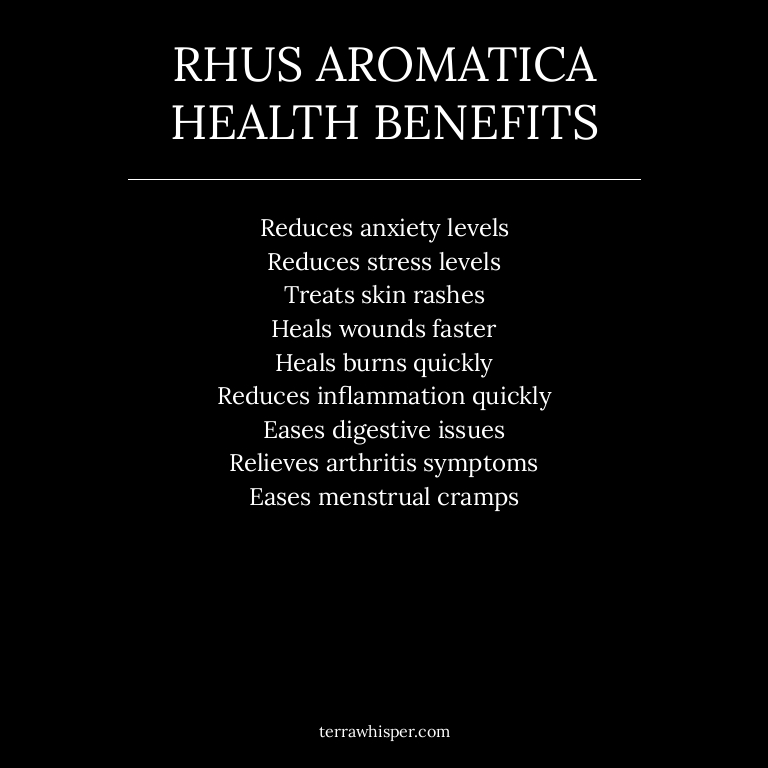 RHUS AROMATICA
HEALTH BENEFITS
Reduces anxiety levels
Reduces stress levels
Treats skin rashes
Heals wounds faster
Heals burns quickly
Reduces inflammation quickly
Eases digestive issues
Relieves arthritis symptoms
Eases menstrual cramps
terrawhisper.com